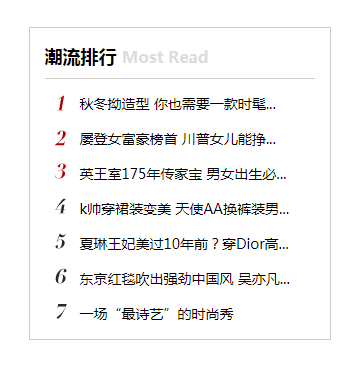 潮流排行 Most Read
1 秋冬拗造型 你也需要一款时髦...
2 屡登女富豪榜首 川普女儿能挣...
3 英王室175年传家宝 男女出生必...
4 k帅穿裙装变美 天使AA换裤装男...
5 夏琳王妃美过10年前？穿Dior高...
6 东京红毯吹出强劲中国风 吴亦凡...
7 一场“最诗艺”的时尚秀